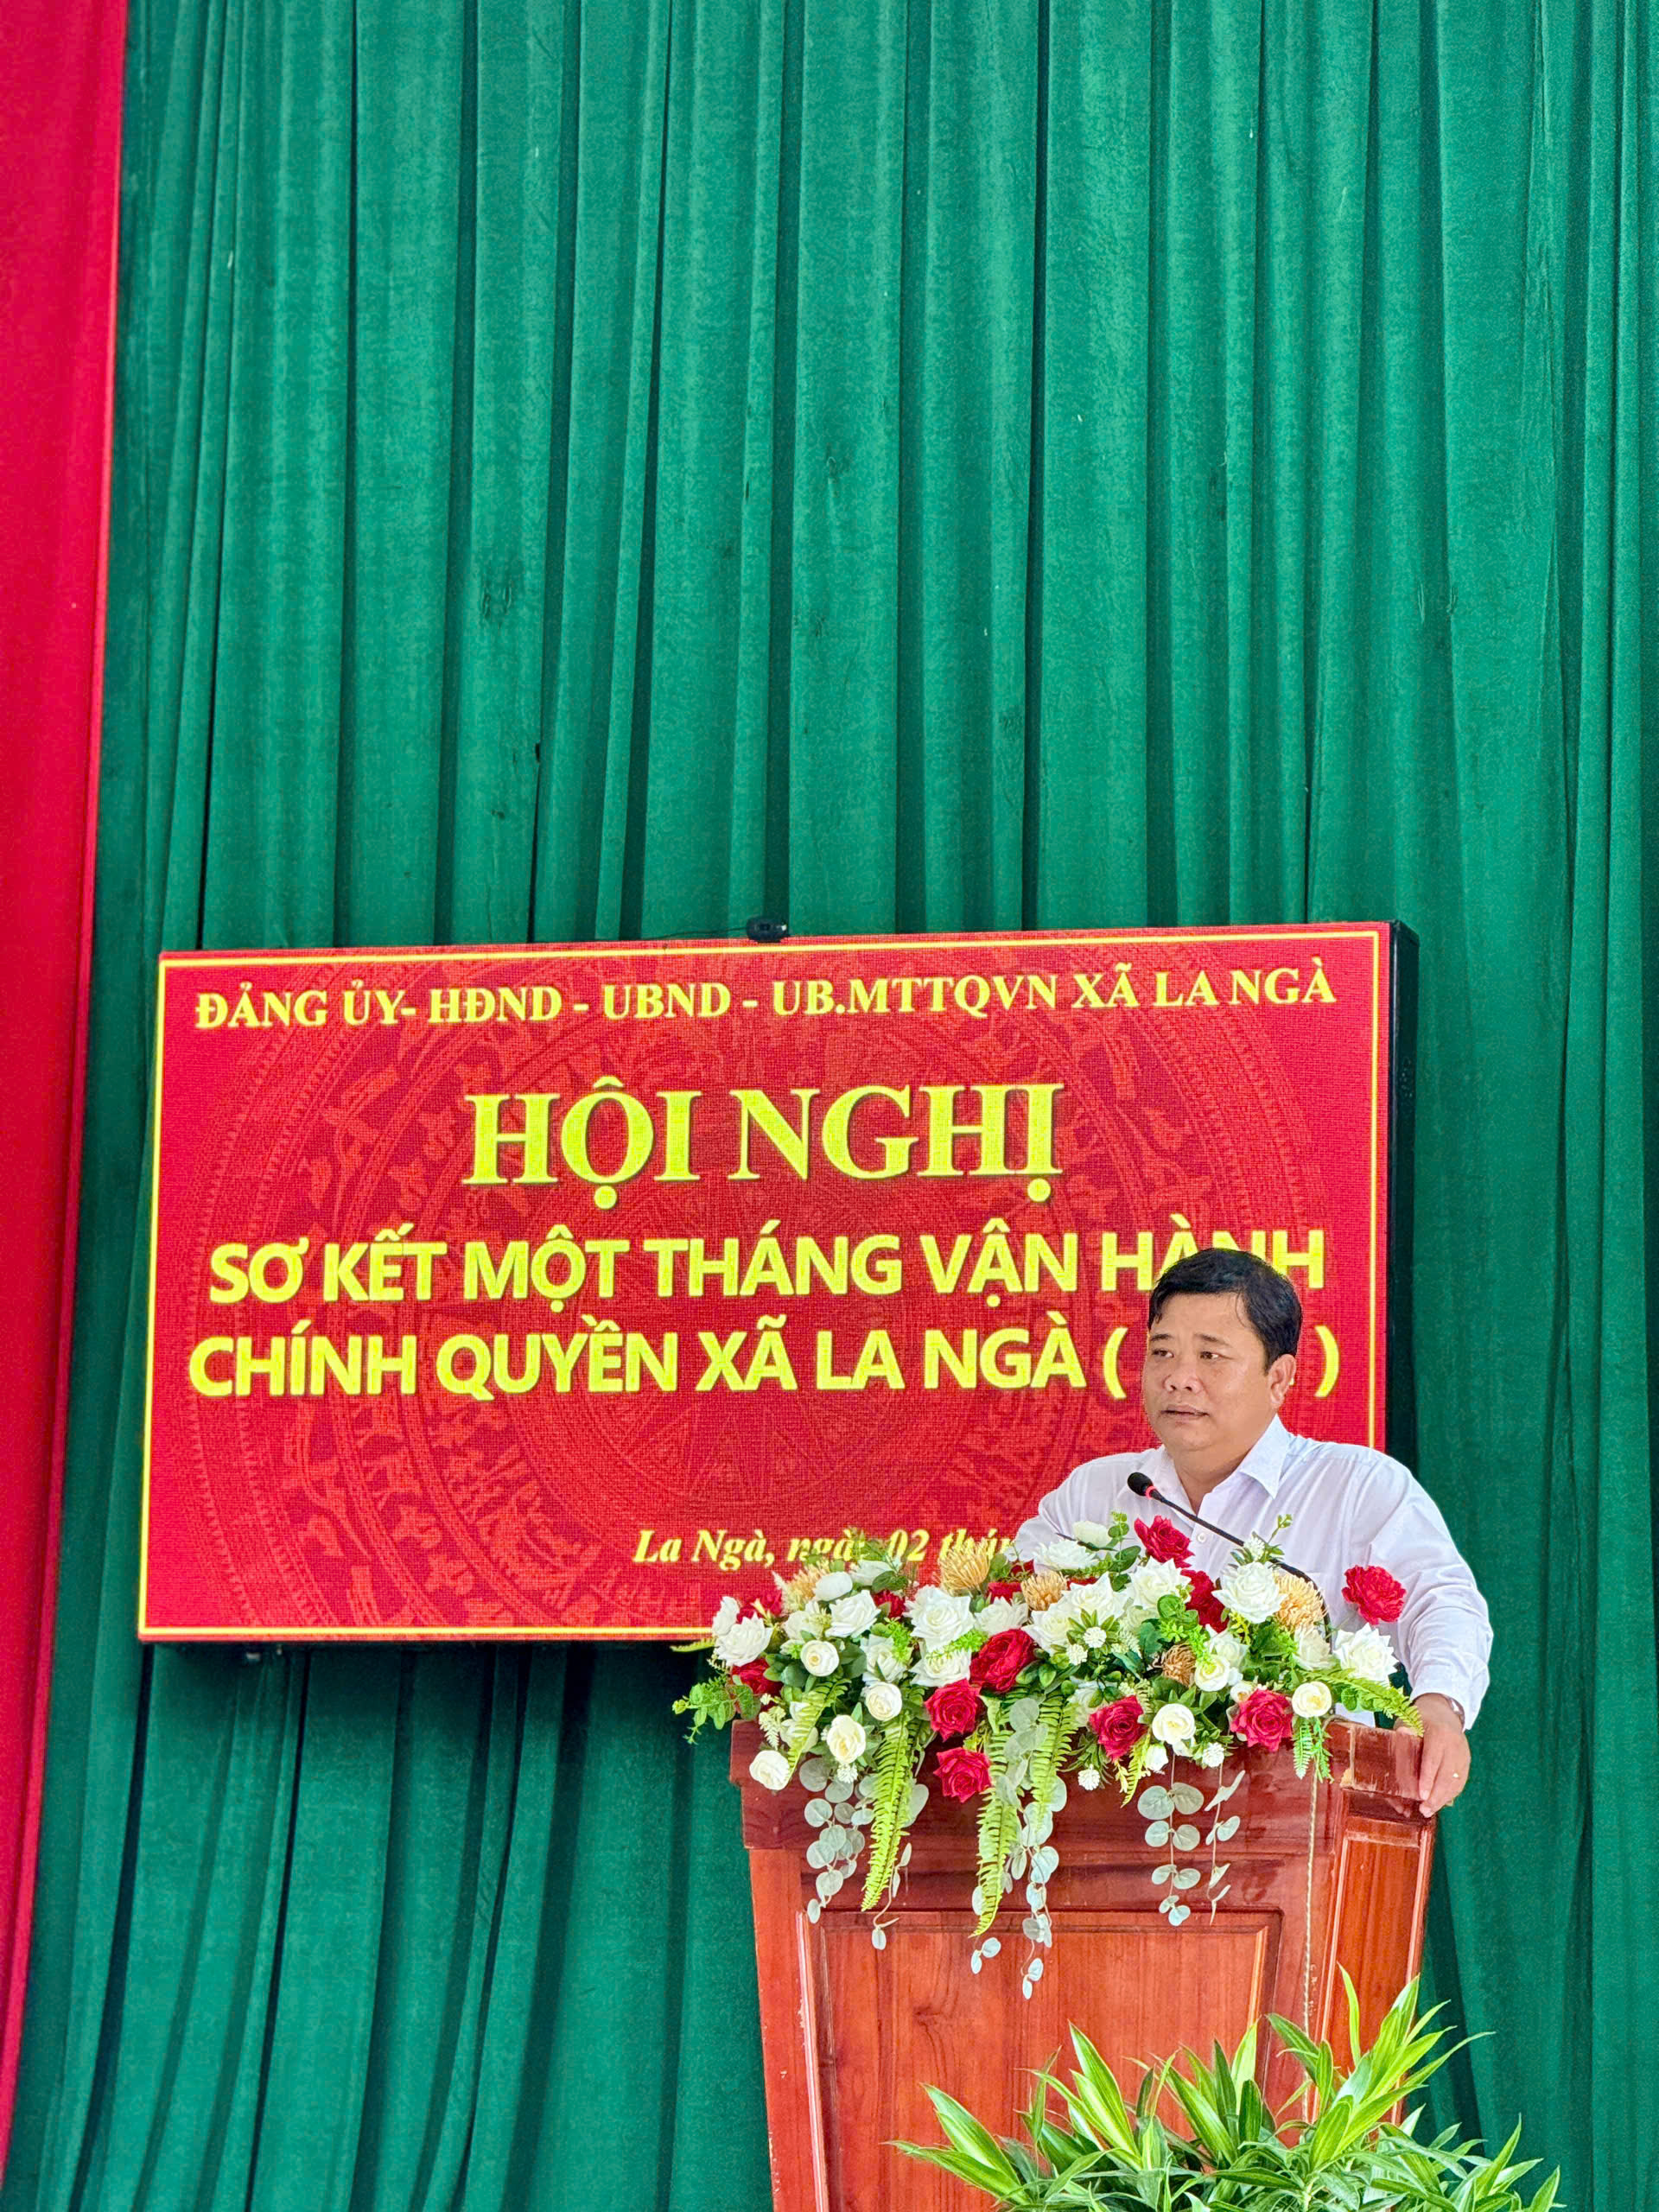 ĐẢNG ỦY- HĐND - UBND - UB.MTTQVN XÃ LA NGÀ
HỘI NGHỊ
SƠ KẾT MỘT THÁNG VẬN HÀNH
CHÍNH QUYỀN XÃ LA NGÀ ( )
La Ngà, ngày 02